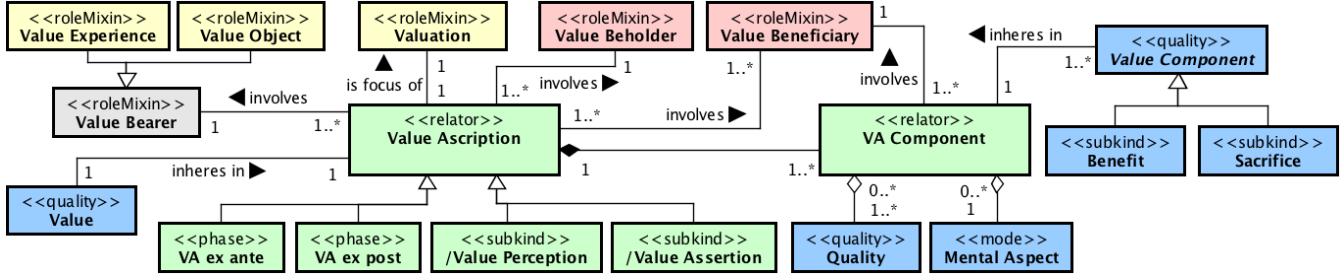 <<roleMixin>>
Value Experience
<<roleMixin>>
Value Object
<<roleMixin>>
Valuation
<<roleMixin>>
Value Beholder
<<roleMixin>>
Value Beneficiary
1
inheres in
<<quality>>
Value Component
1..*
1
is focus of
1
1
involves
1..*
1..*
involves
1..*
1
<<roleMixin>>
Value Bearer
involves
1
1..*
<<relator>>
Value Ascription
1..*
involves
<<relator>>
VA Component
<<subkind>>
Benefit
<<subkind>>
Sacrifice
1
inheres in
1
1
1..*
<<quality>>
Value
0..*
1..*
0..*
1
<<phase>>
VA ex ante
<<phase>>
VA ex post
<<subkind>>
/Value Perception
<<subkind>>
/Value Assertion
<<quality>>
Quality
<<mode>>
Mental Aspect